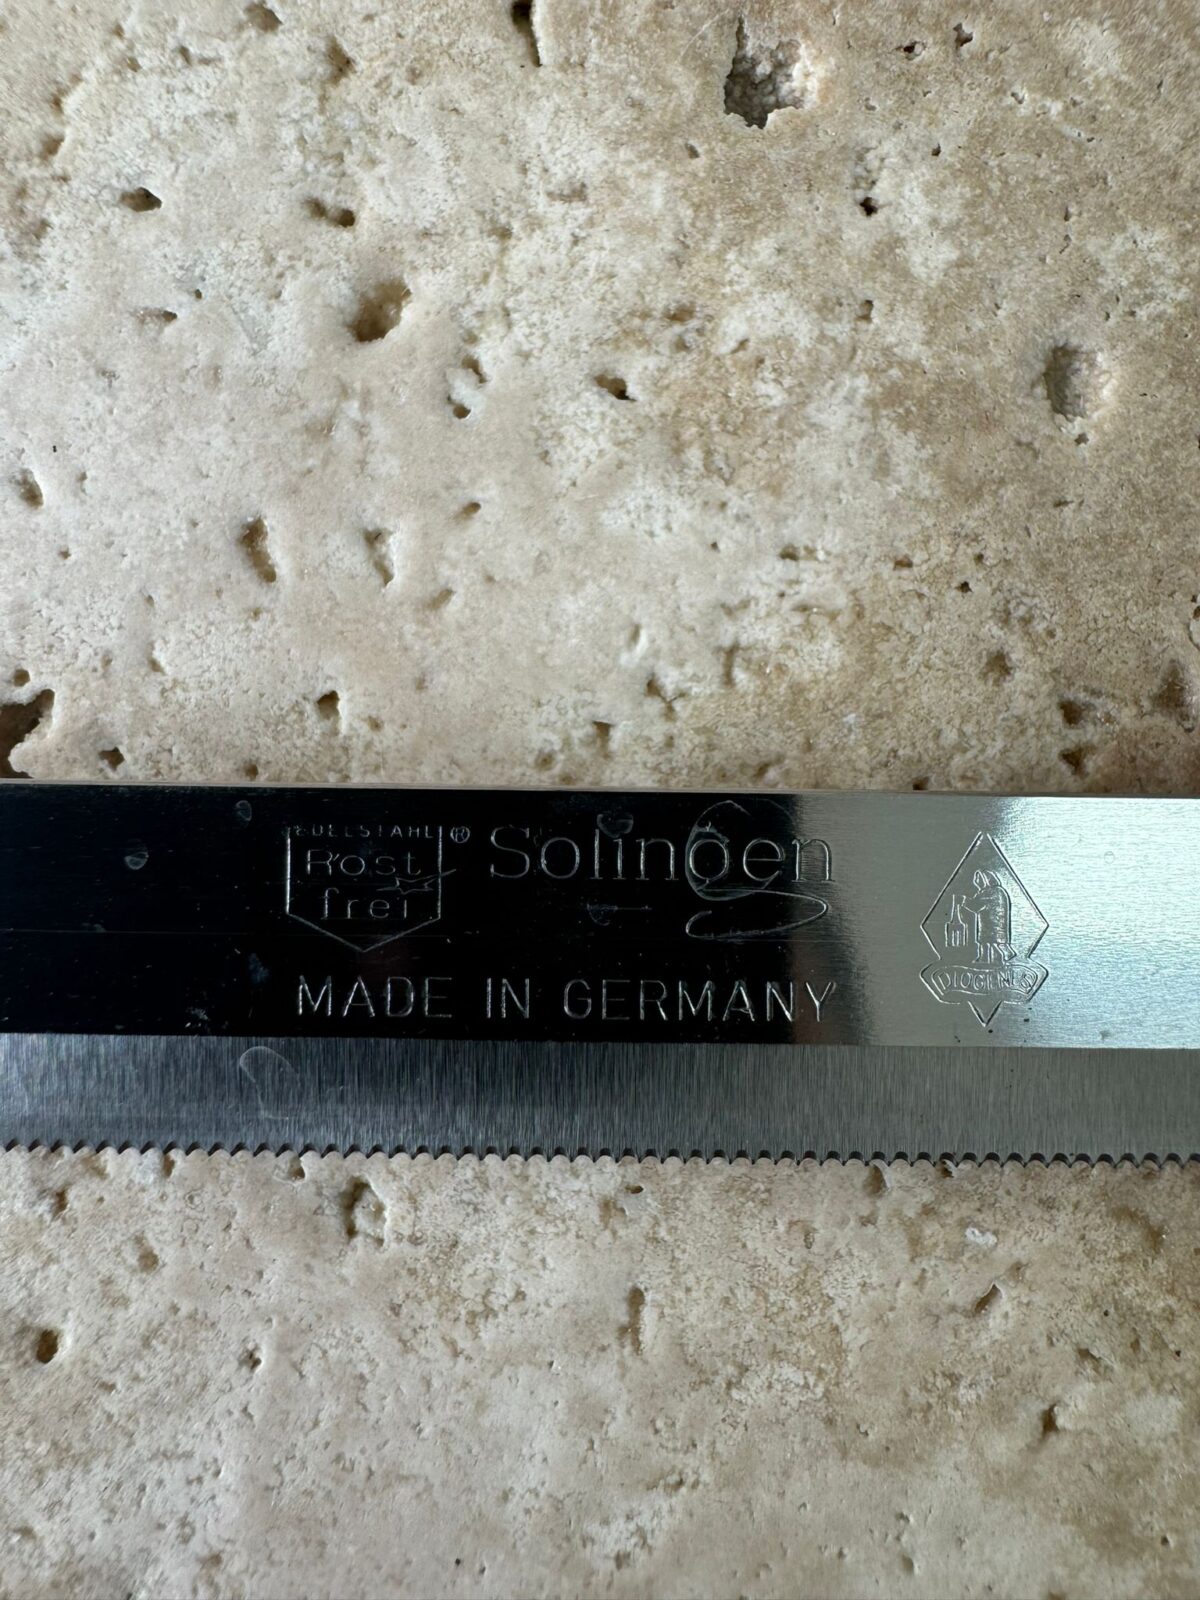 EDELSTAHL ®
Rost
frei
Solingen
MADE IN GERMANY
DIOGENES